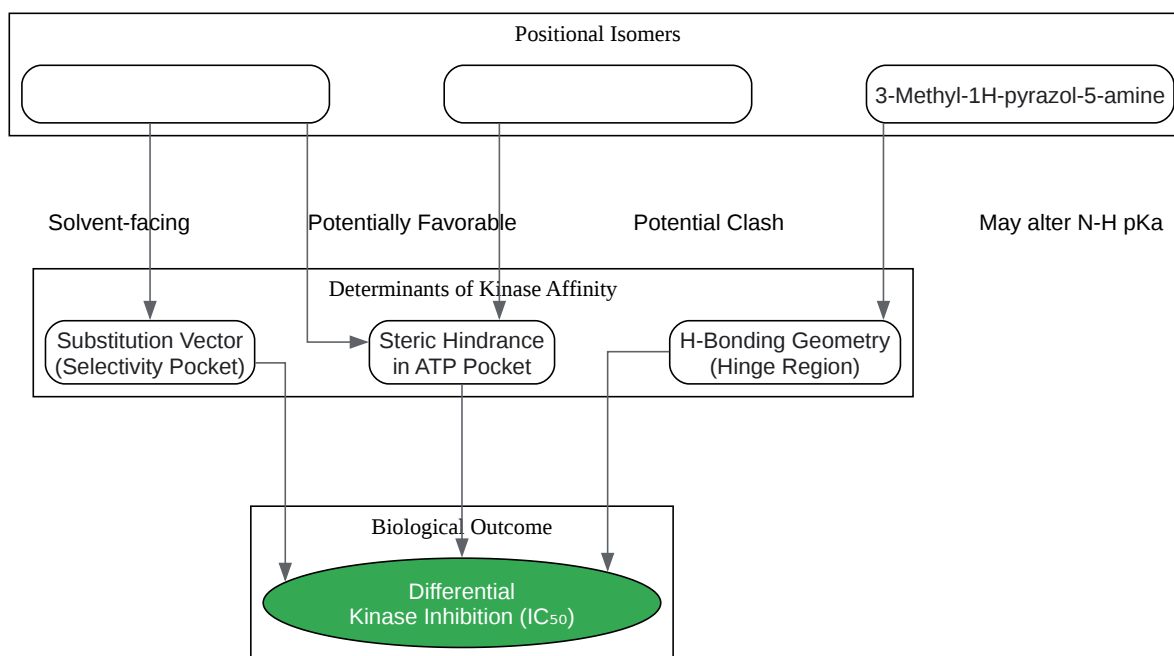 Positional Isomers
3-Methyl-1H-pyrazol-5-amine
Solvent-facing
Potentially Favorable
Potential Clash
May alter N-H pKa
Determinants of Kinase Affinity
Substitution Vector
(Selectivity Pocket)
Steric Hindrance
in ATP Pocket
H-Bonding Geometry
(Hinge Region)
Biological Outcome
Differential
Kinase Inhibition (IC₅₀)